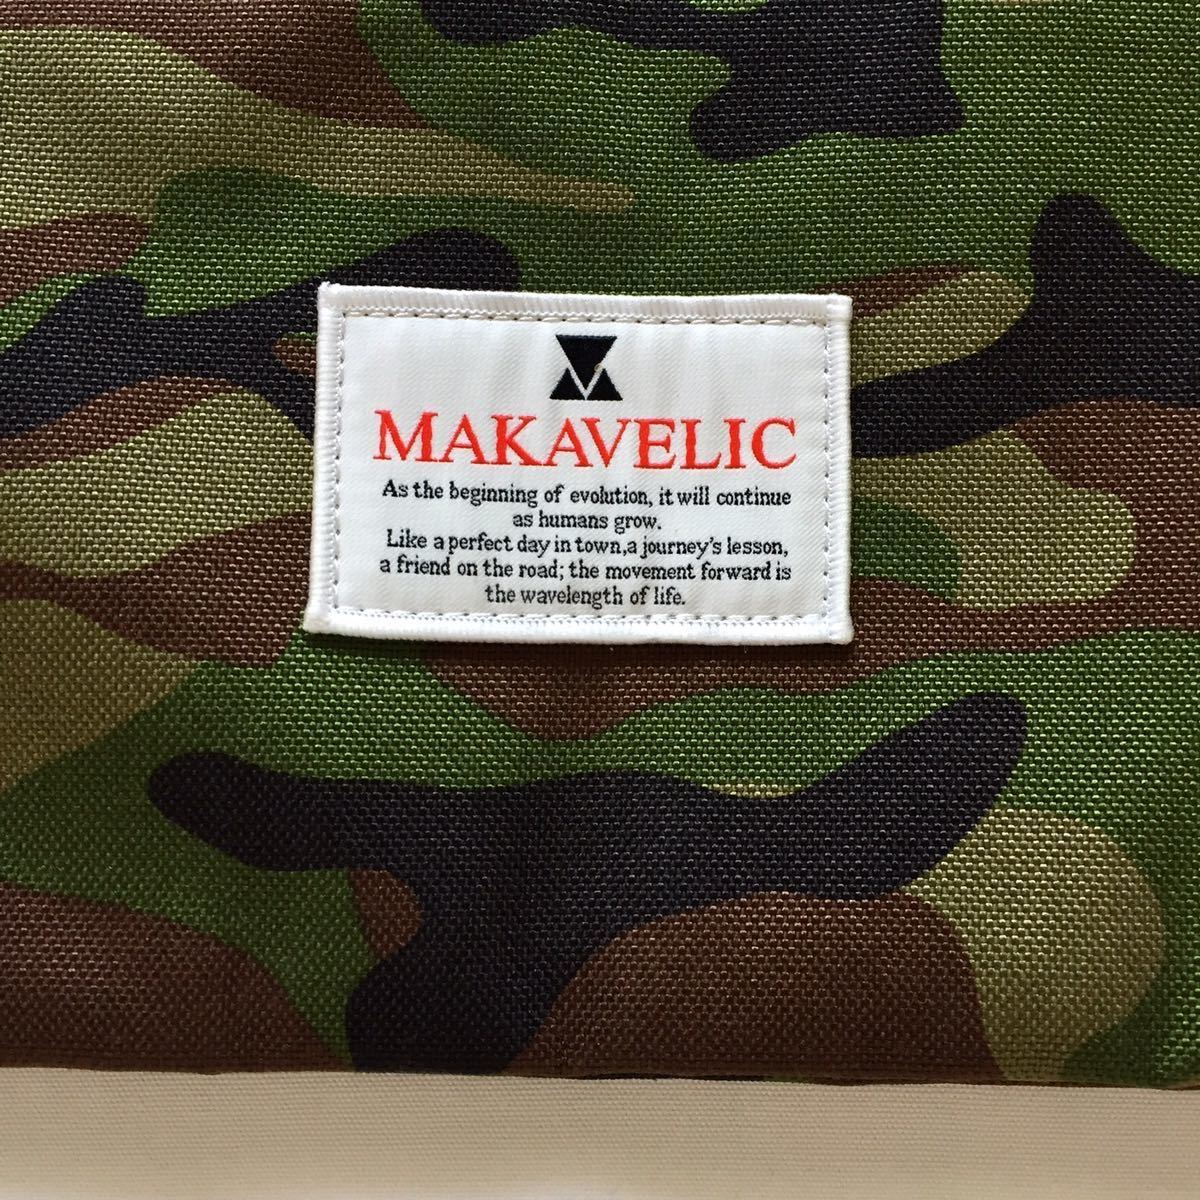 MAKAVELIC
As the beginning of evolution, it will continue
as humans grow.
Like a perfect day in town,a journey's lesson,
a friend on the road; the movement forward is
the wavelength of life.